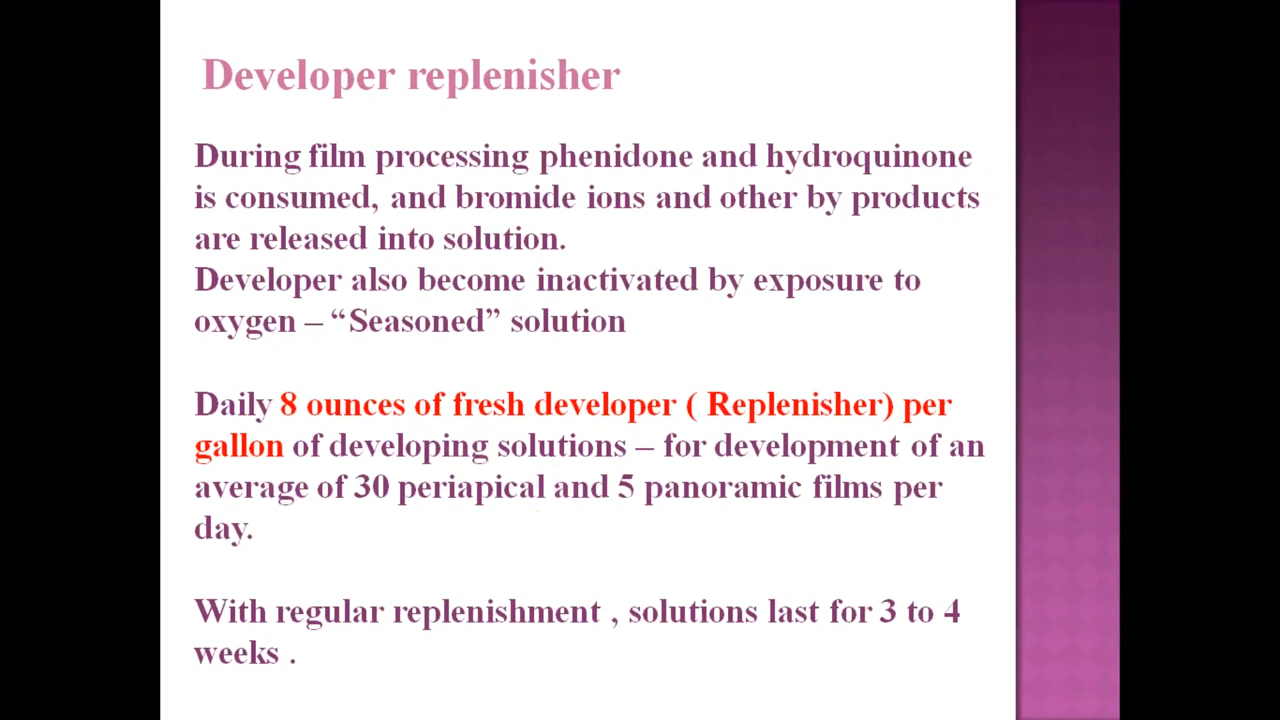 Developer replenisher
During film processing phenidone and hydroquinone
is consumed, and bromide ions and other by products
are released into solution.
Developer also become inactivated by exposure to
oxygen – “Seasoned” solution
Daily 8 ounces of fresh developer ( Replenisher) per
gallon of developing solutions – for development of an
average of 30 periapical and 5 panoramic films per
day.
With regular replenishment , solutions last for 3 to 4
weeks .